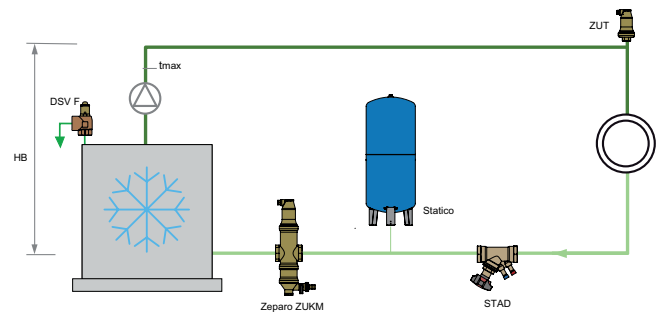 ZUT
tmax
DSV F
HB
Statico
Zeparo ZUKM
STAD